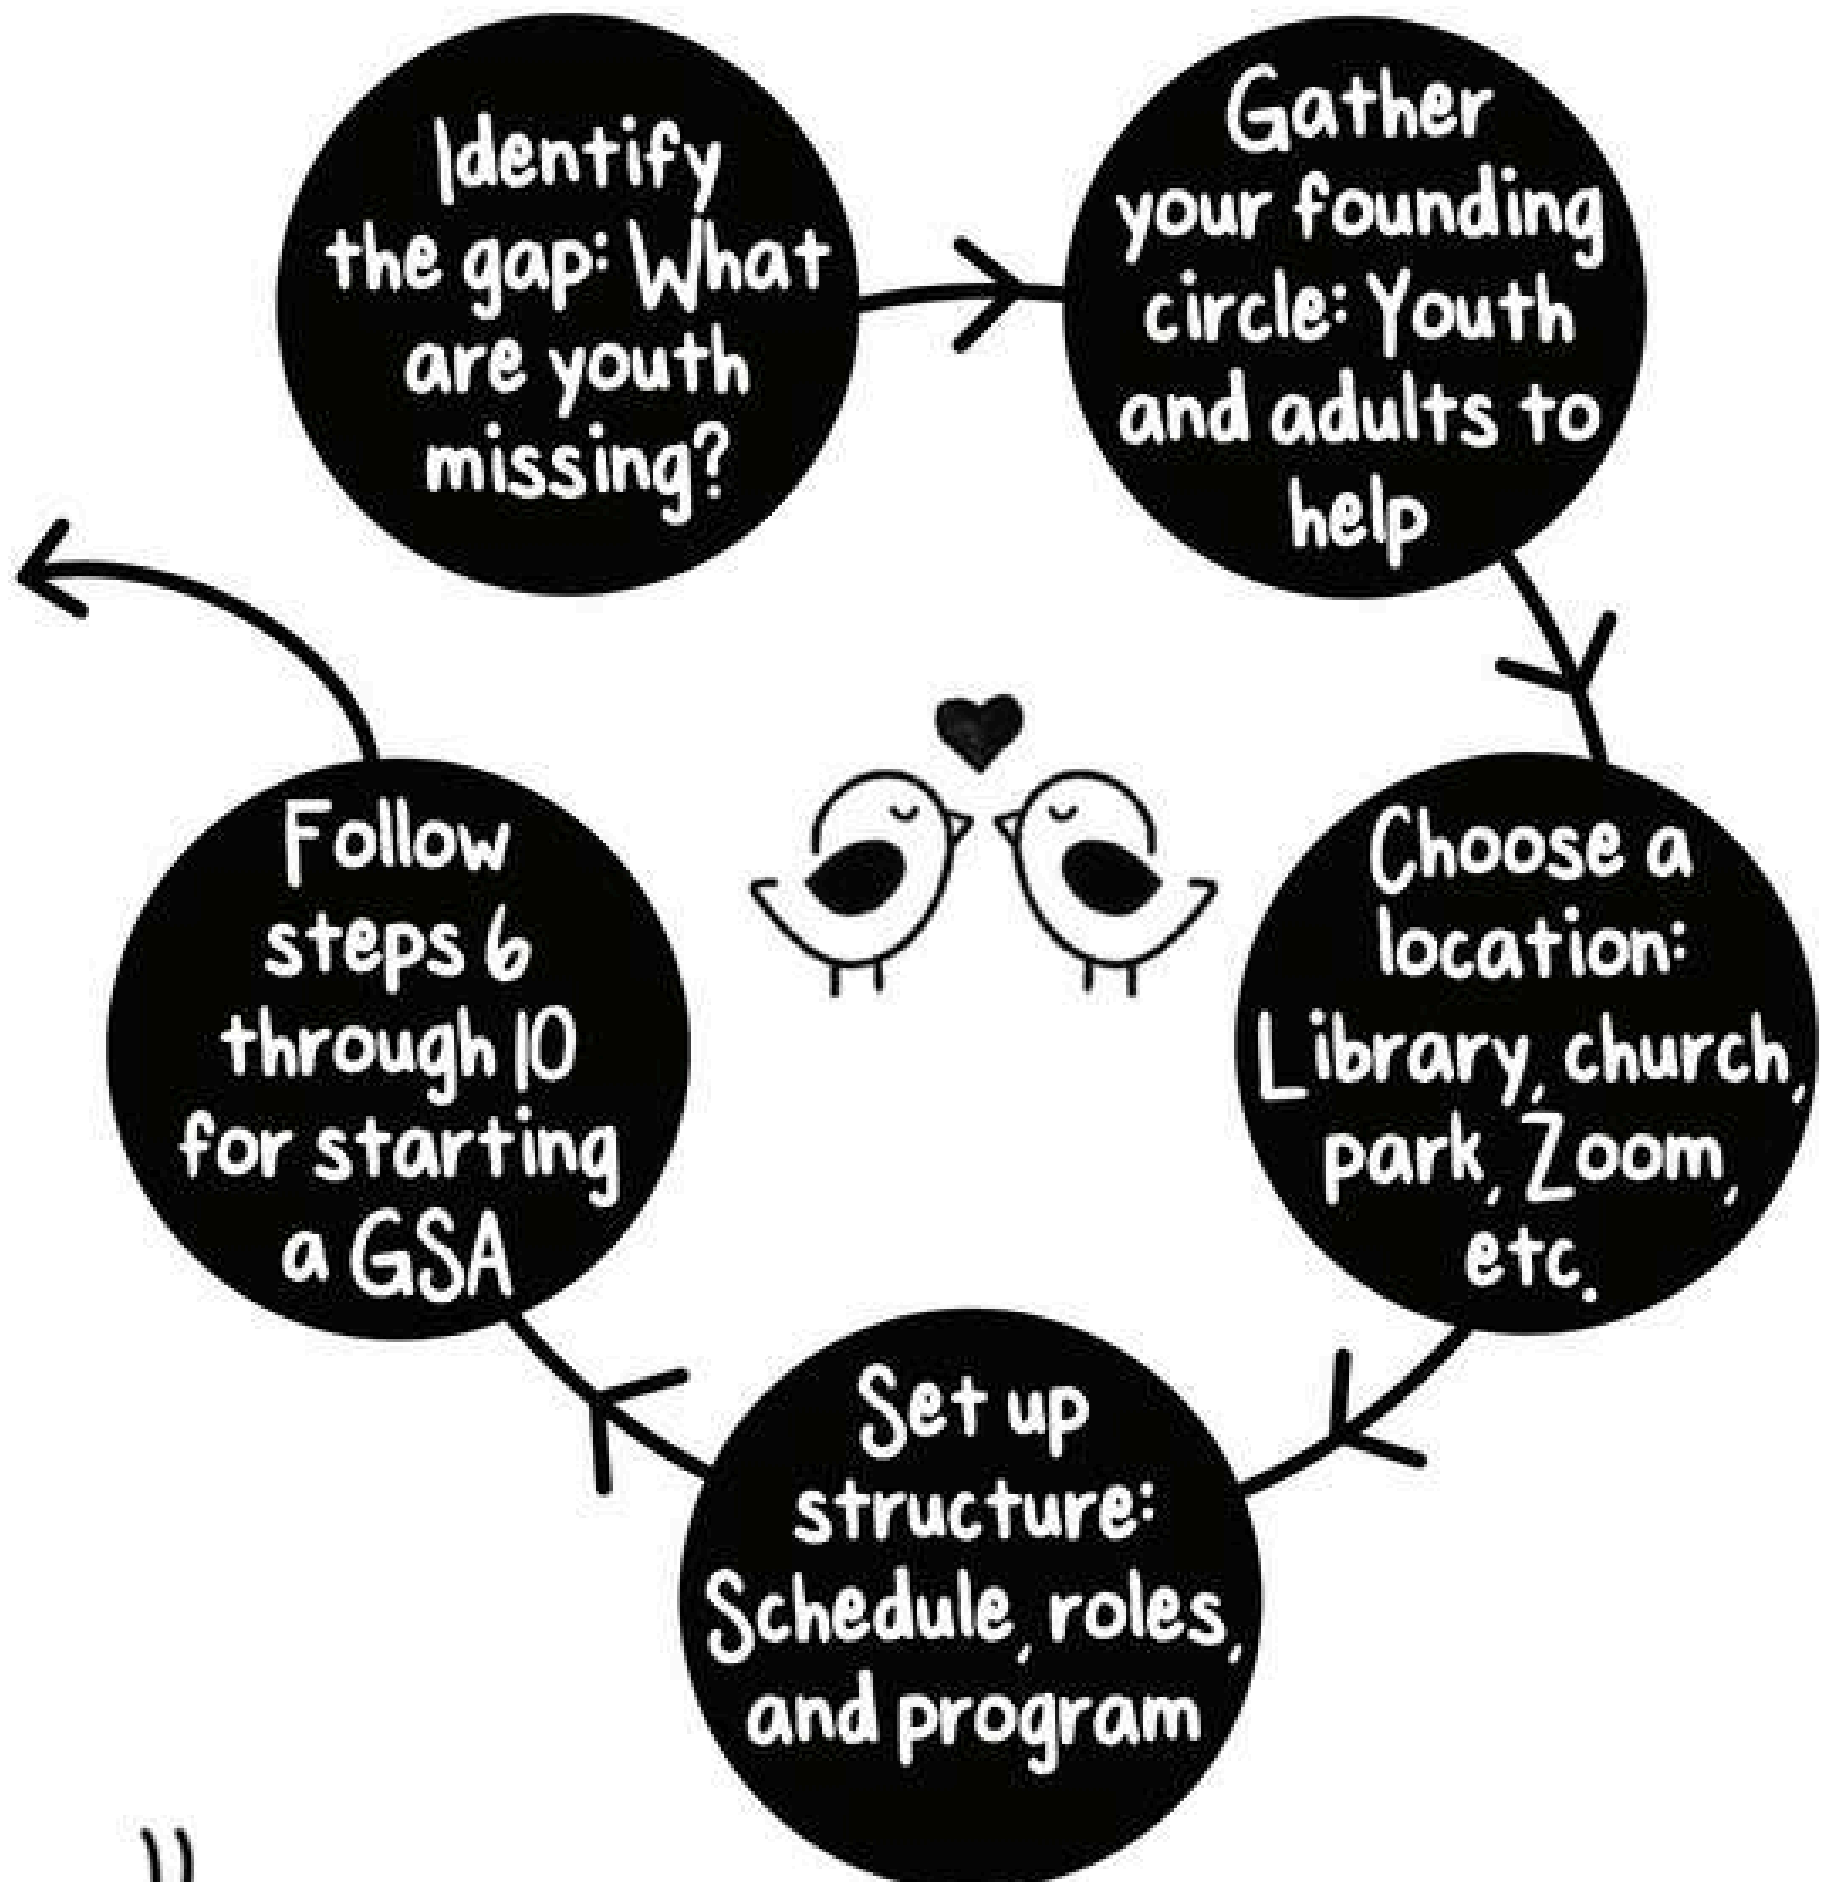 Identify
the gap: What
are youth
missing?
Gather
your founding
circle: Youth
and adults to
help
Choose a
location:
Library, church,
park, Zoom,
etc.
Set up
structure:
Schedule, roles,
and program
Follow
steps 6
through 10
for starting
a GSA